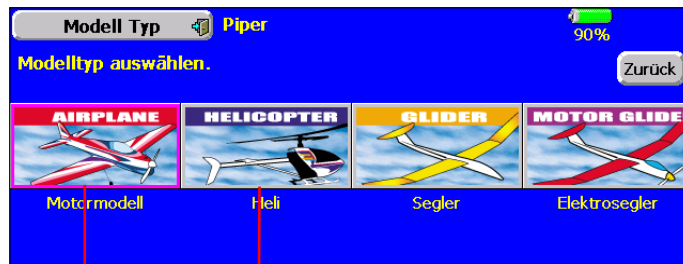 Modell Typ Piper 90%
Modelltyp auswählen.
Zurück
AIRPLANE HELICOPTER GLIDER MOTOR GLIDE
Motormodell Heli Segler Elektrosegler